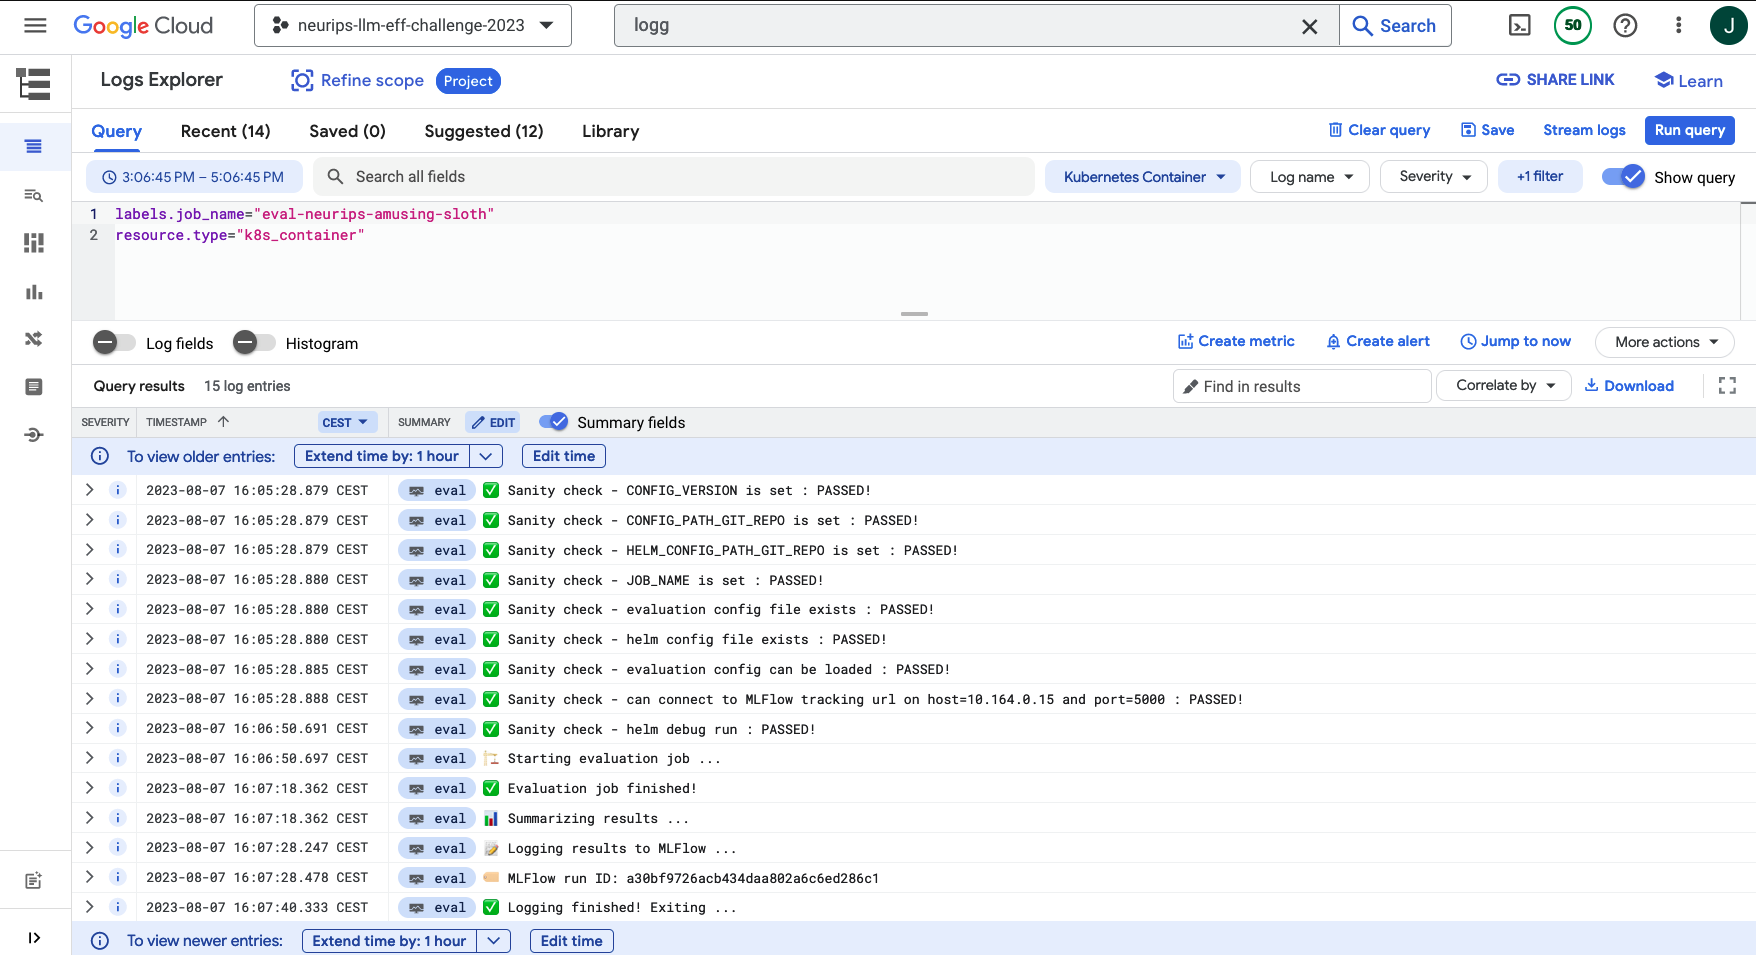 Google Cloud
neurips-llm-eff-challenge-2023
logg
Search
50
J
Logs Explorer
Refine scope
Project
SHARE LINK
Learn
Query
Recent (14)
Saved (0)
Suggested (12)
Library
Clear query
Save
Stream logs
Run query
3:06:45 PM – 5:06:45 PM
Search all fields
Kubernetes Container
Log name
Severity
+1 filter
Show query
1 labels.job_name="eval-neurips-amusing-sloth"
2 resource.type="k8s_container"
Log fields
Histogram
Create metric
Create alert
Jump to now
More actions
Query results
15 log entries
Find in results
Correlate by
Download
SEVERITY
TIMESTAMP
CEST
SUMMARY
EDIT
Summary fields
To view older entries:
Extend time by: 1 hour
Edit time
2023-08-07 16:05:28.879 CEST eval ✅ Sanity check - CONFIG_VERSION is set : PASSED!
2023-08-07 16:05:28.879 CEST eval ✅ Sanity check - CONFIG_PATH_GIT_REPO is set : PASSED!
2023-08-07 16:05:28.879 CEST eval ✅ Sanity check - HELM_CONFIG_PATH_GIT_REPO is set : PASSED!
2023-08-07 16:05:28.880 CEST eval ✅ Sanity check - JOB_NAME is set : PASSED!
2023-08-07 16:05:28.880 CEST eval ✅ Sanity check - evaluation config file exists : PASSED!
2023-08-07 16:05:28.880 CEST eval ✅ Sanity check - helm config file exists : PASSED!
2023-08-07 16:05:28.885 CEST eval ✅ Sanity check - evaluation config can be loaded : PASSED!
2023-08-07 16:05:28.888 CEST eval ✅ Sanity check - can connect to MLFlow tracking url on host=10.164.0.15 and port=5000 : PASSED!
2023-08-07 16:06:50.691 CEST eval ✅ Sanity check - helm debug run : PASSED!
2023-08-07 16:06:50.697 CEST eval 🏗️ Starting evaluation job ...
2023-08-07 16:07:18.362 CEST eval ✅ Evaluation job finished!
2023-08-07 16:07:18.362 CEST eval 📊 Summarizing results ...
2023-08-07 16:07:28.247 CEST eval 📝 Logging results to MLFlow ...
2023-08-07 16:07:28.478 CEST eval 🏷️ MLFlow run ID: a30bf9726acb434daa802a6c6ed286c1
2023-08-07 16:07:40.333 CEST eval ✅ Logging finished! Exiting ...
To view newer entries:
Extend time by: 1 hour
Edit time